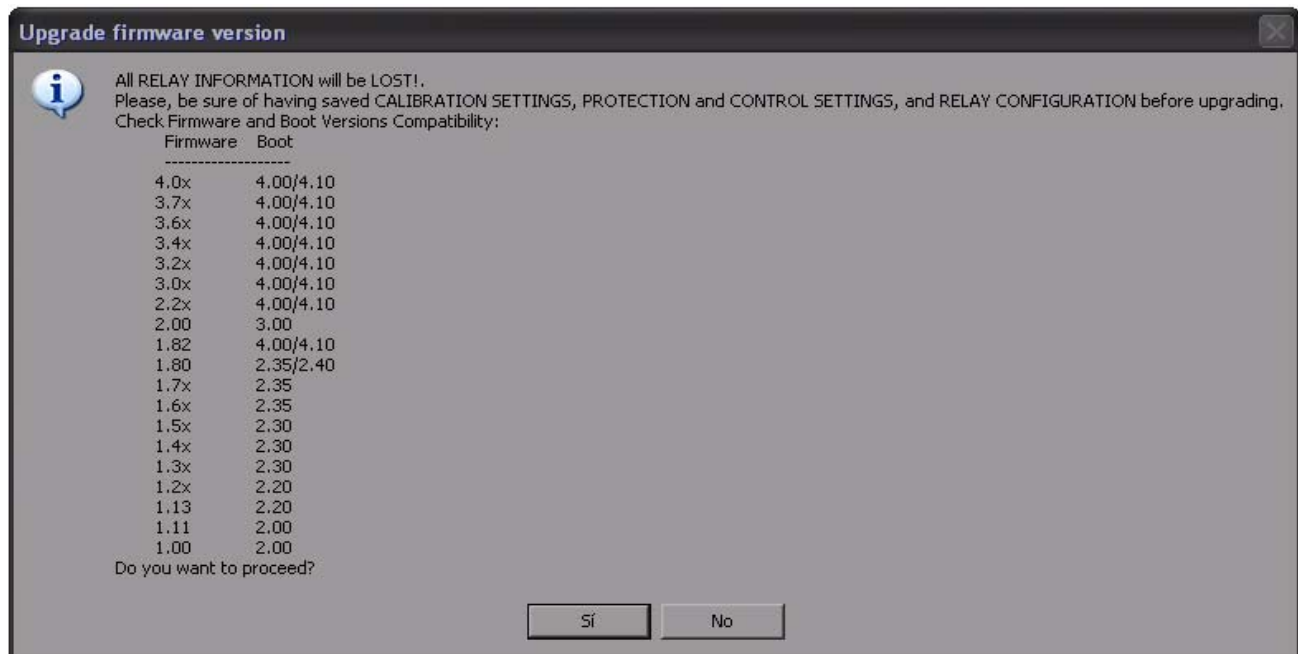 Upgrade firmware version
All RELAY INFORMATION will be LOST!.
Please, be sure of having saved CALIBRATION SETTINGS, PROTECTION and CONTROL SETTINGS, and RELAY CONFIGURATION before upgrading.
Check Firmware and Boot Versions Compatibility:
Firmware Boot
-------------------
4.0x 4.00/4.10
3.7x 4.00/4.10
3.6x 4.00/4.10
3.4x 4.00/4.10
3.2x 4.00/4.10
3.0x 4.00/4.10
2.2x 4.00/4.10
2.00 3.00
1.82 4.00/4.10
1.80 2.35/2.40
1.7x 2.35
1.6x 2.35
1.5x 2.30
1.4x 2.30
1.3x 2.30
1.2x 2.20
1.13 2.20
1.11 2.00
1.00 2.00
Do you want to proceed?
Sí No